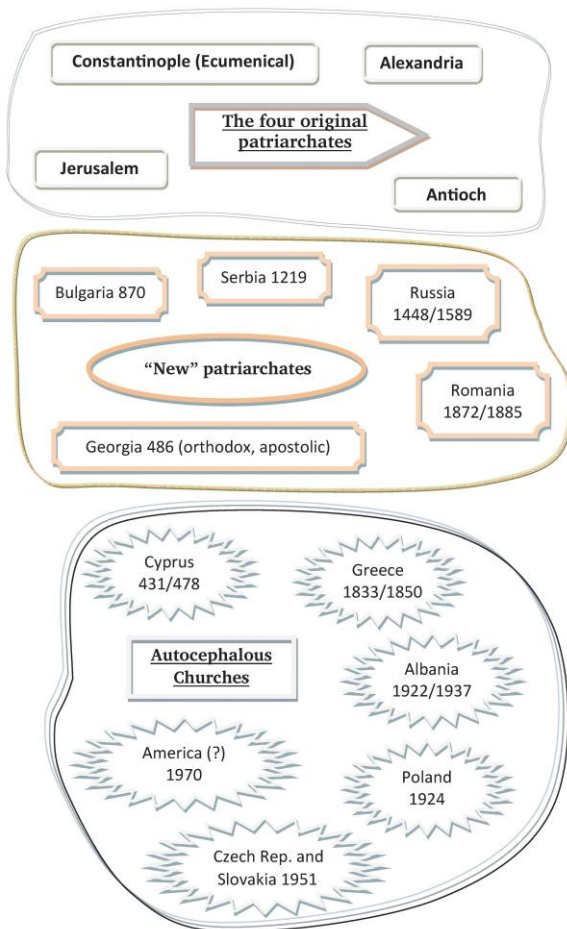 Constantinople (Ecumenical)
Alexandria
The four original
patriarchates
Jerusalem
Antioch
Bulgaria 870
Serbia 1219
Russia
1448/1589
“New” patriarchates
Romania
1872/1885
Georgia 486 (orthodox, apostolic)
Cyprus
431/478
Greece
1833/1850
Autocephalous
Churches
Albania
1922/1937
America (?)
1970
Poland
1924
Czech Rep. and
Slovakia 1951